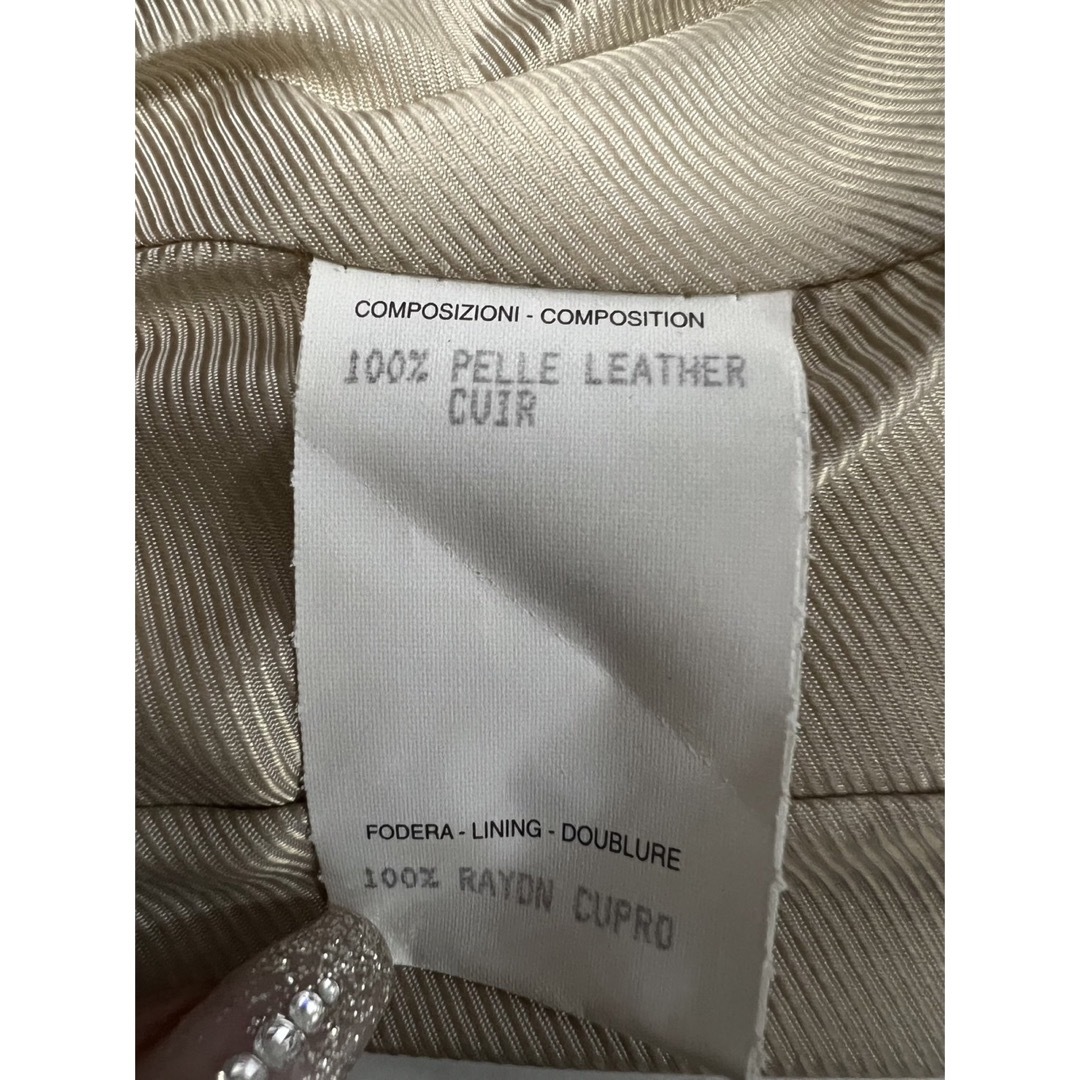 COMPOSIZIONI - COMPOSITION
100% PELLE LEATHER
CUIR
FODERA - LINING - DOUBLURE
100% RAYON CUPRO